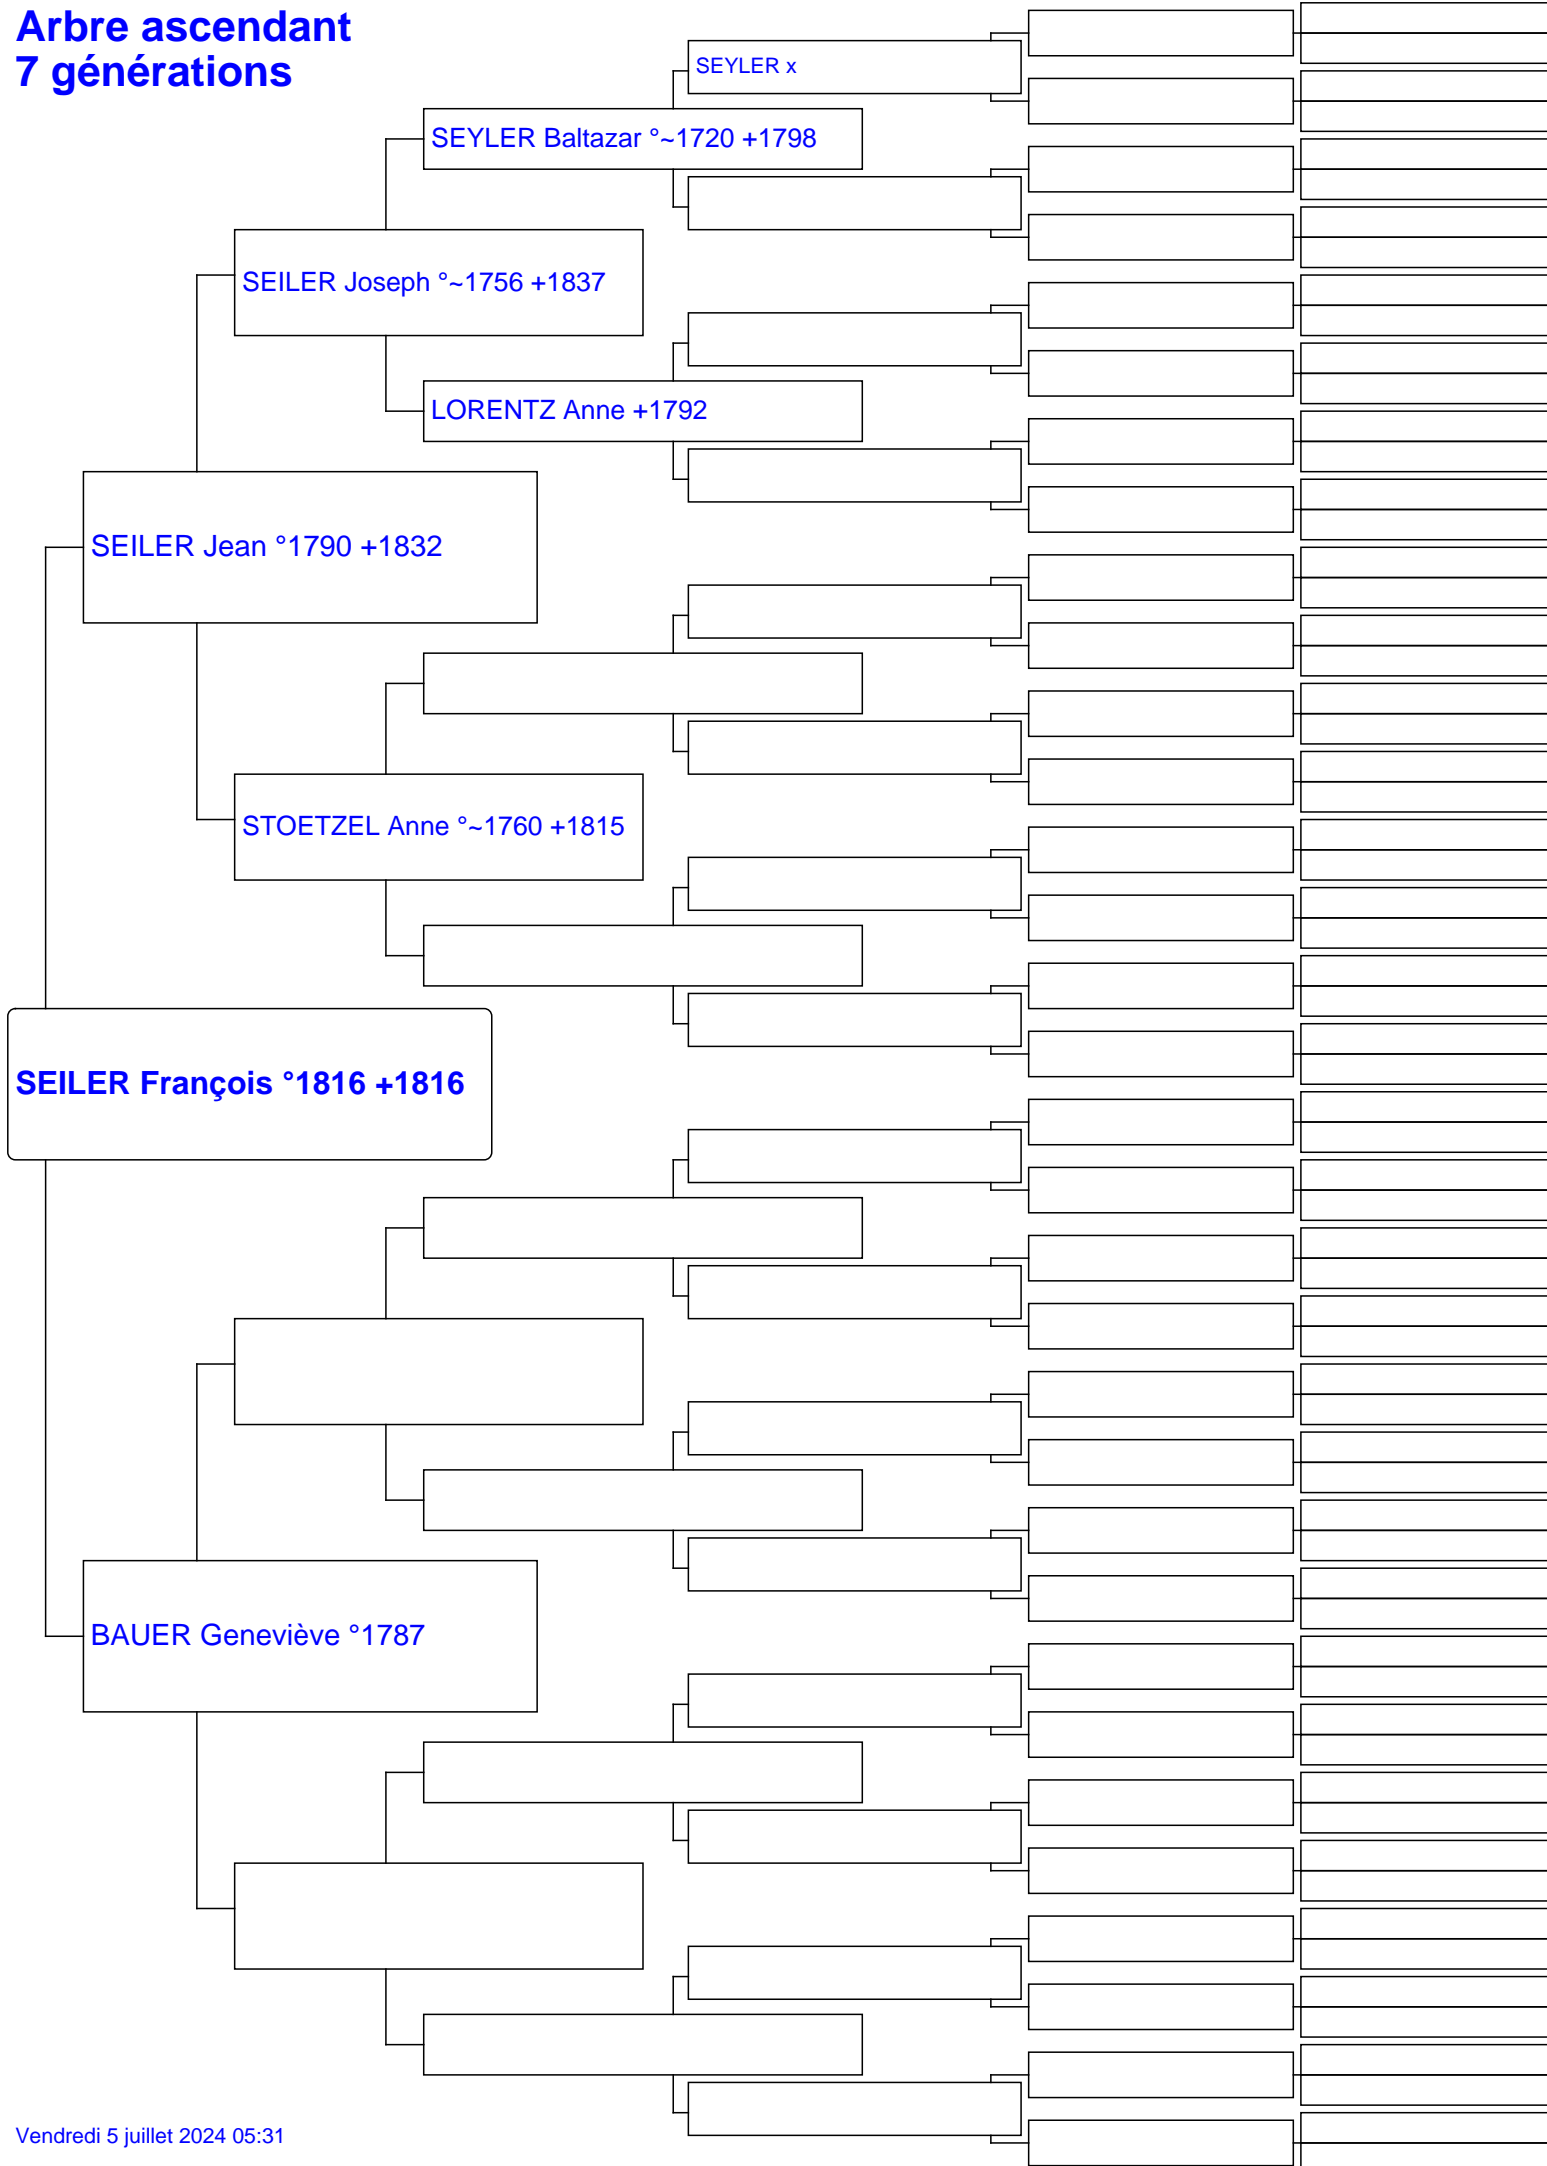 Arbre ascendant
7 générations
SEYLER x
SEYLER Baltazar °~1720 +1798
SEILER Joseph °~1756 +1837
LORENTZ Anne +1792
SEILER Jean °1790 +1832
STOETZEL Anne °~1760 +1815
SEILER François °1816 +1816
BAUER Geneviève °1787
Vendredi 5 juillet 2024 05:31